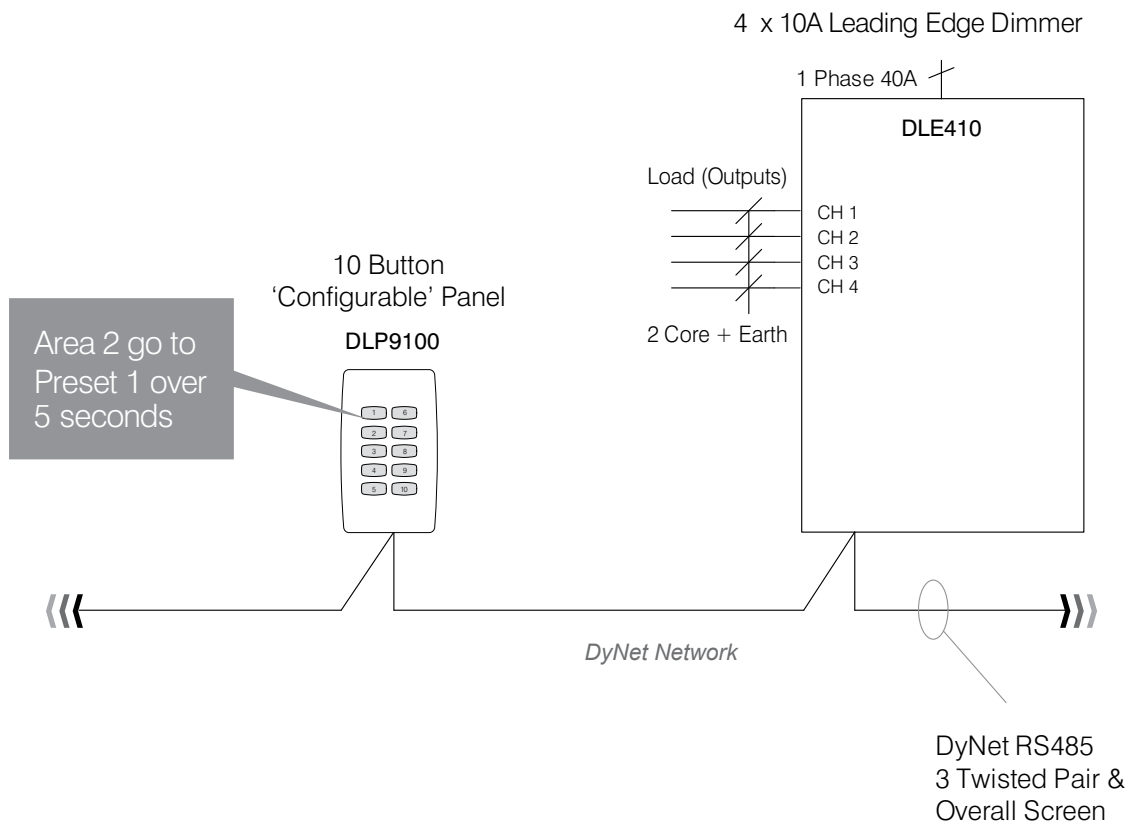 4 x 10A Leading Edge Dimmer
1 Phase 40A
DLE410
Load (Outputs)
CH 1
CH 2
CH 3
CH 4
2 Core + Earth
10 Button
‘Configurable’ Panel
DLP9100
Area 2 go to
Preset 1 over
5 seconds
1 6
2 7
3 8
4 9
5 10
DyNet Network
DyNet RS485
3 Twisted Pair &
Overall Screen